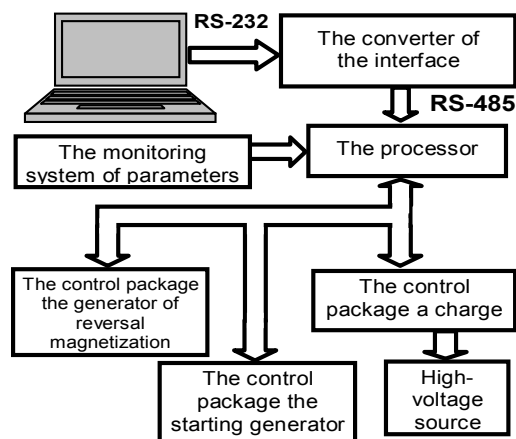 RS-232
The converter of
the interface
RS-485
The monitoring
system of parameters
The processor
The control package
the generator of
reversal
magnetization
The control
package a charge
The control
package the
starting generator
High-
voltage
source